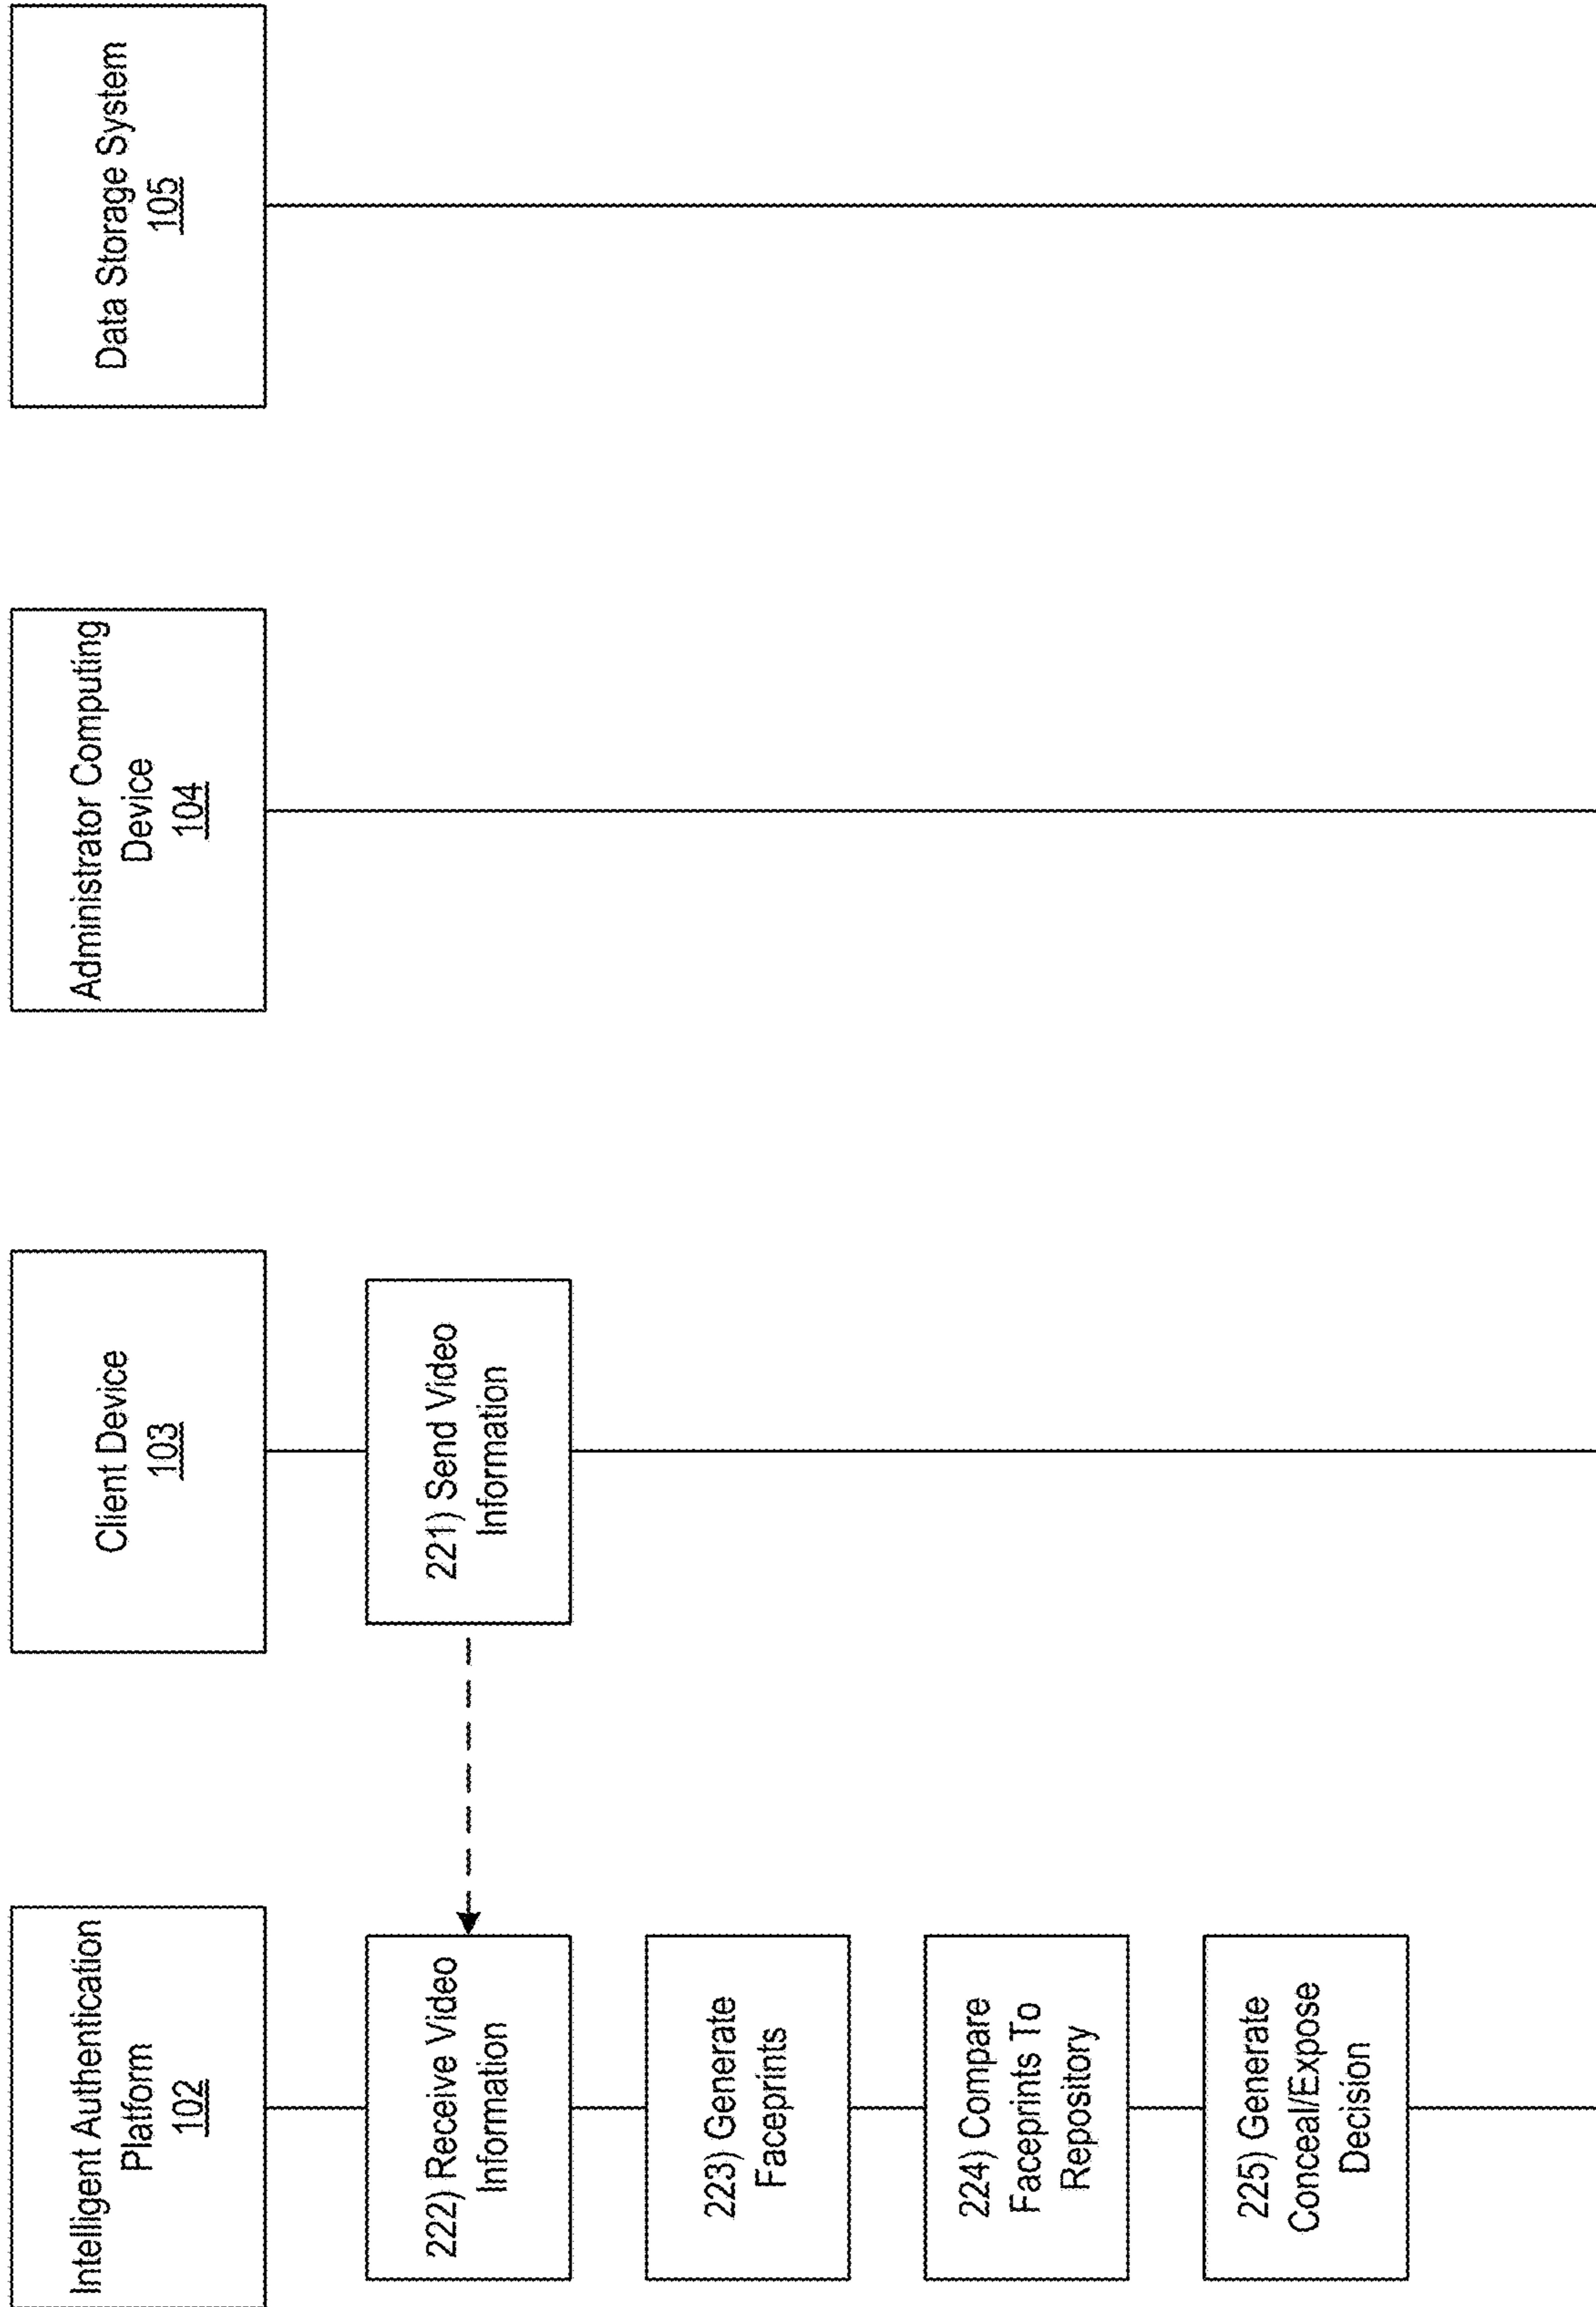 Intelligent Authentication
Platform
102
Client Device
103
Administrator Computing
Device
104
Data Storage System
105
221) Send Video
Information
222) Receive Video
Information
223) Generate
Faceprints
224) Compare
Faceprints To
Repository
225) Generate
Conceal/Expose
Decision